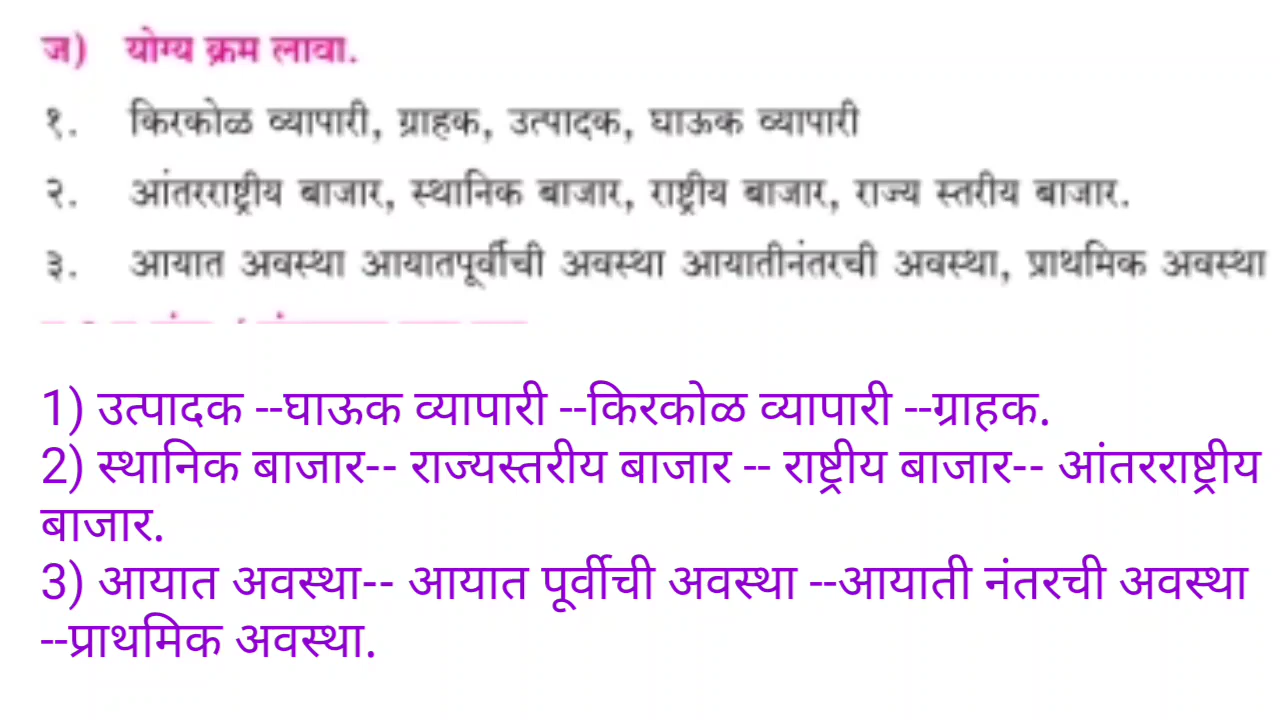 ज) योग्य क्रम लावा.
१. किरकोळ व्यापारी, ग्राहक, उत्पादक, घाऊक व्यापारी
२. आंतरराष्ट्रीय बाजार, स्थानिक बाजार, राष्ट्रीय बाजार, राज्य स्तरीय बाजार.
३. आयात अवस्था आयातपूर्वीची अवस्था आयातीनंतरची अवस्था, प्राथमिक अवस्था
1) उत्पादक --घाऊक व्यापारी --किरकोळ व्यापारी --ग्राहक.
2) स्थानिक बाजार-- राज्यस्तरीय बाजार -- राष्ट्रीय बाजार-- आंतरराष्ट्रीय
बाजार.
3) आयात अवस्था-- आयात पूर्वीची अवस्था --आयाती नंतरची अवस्था
--प्राथमिक अवस्था.